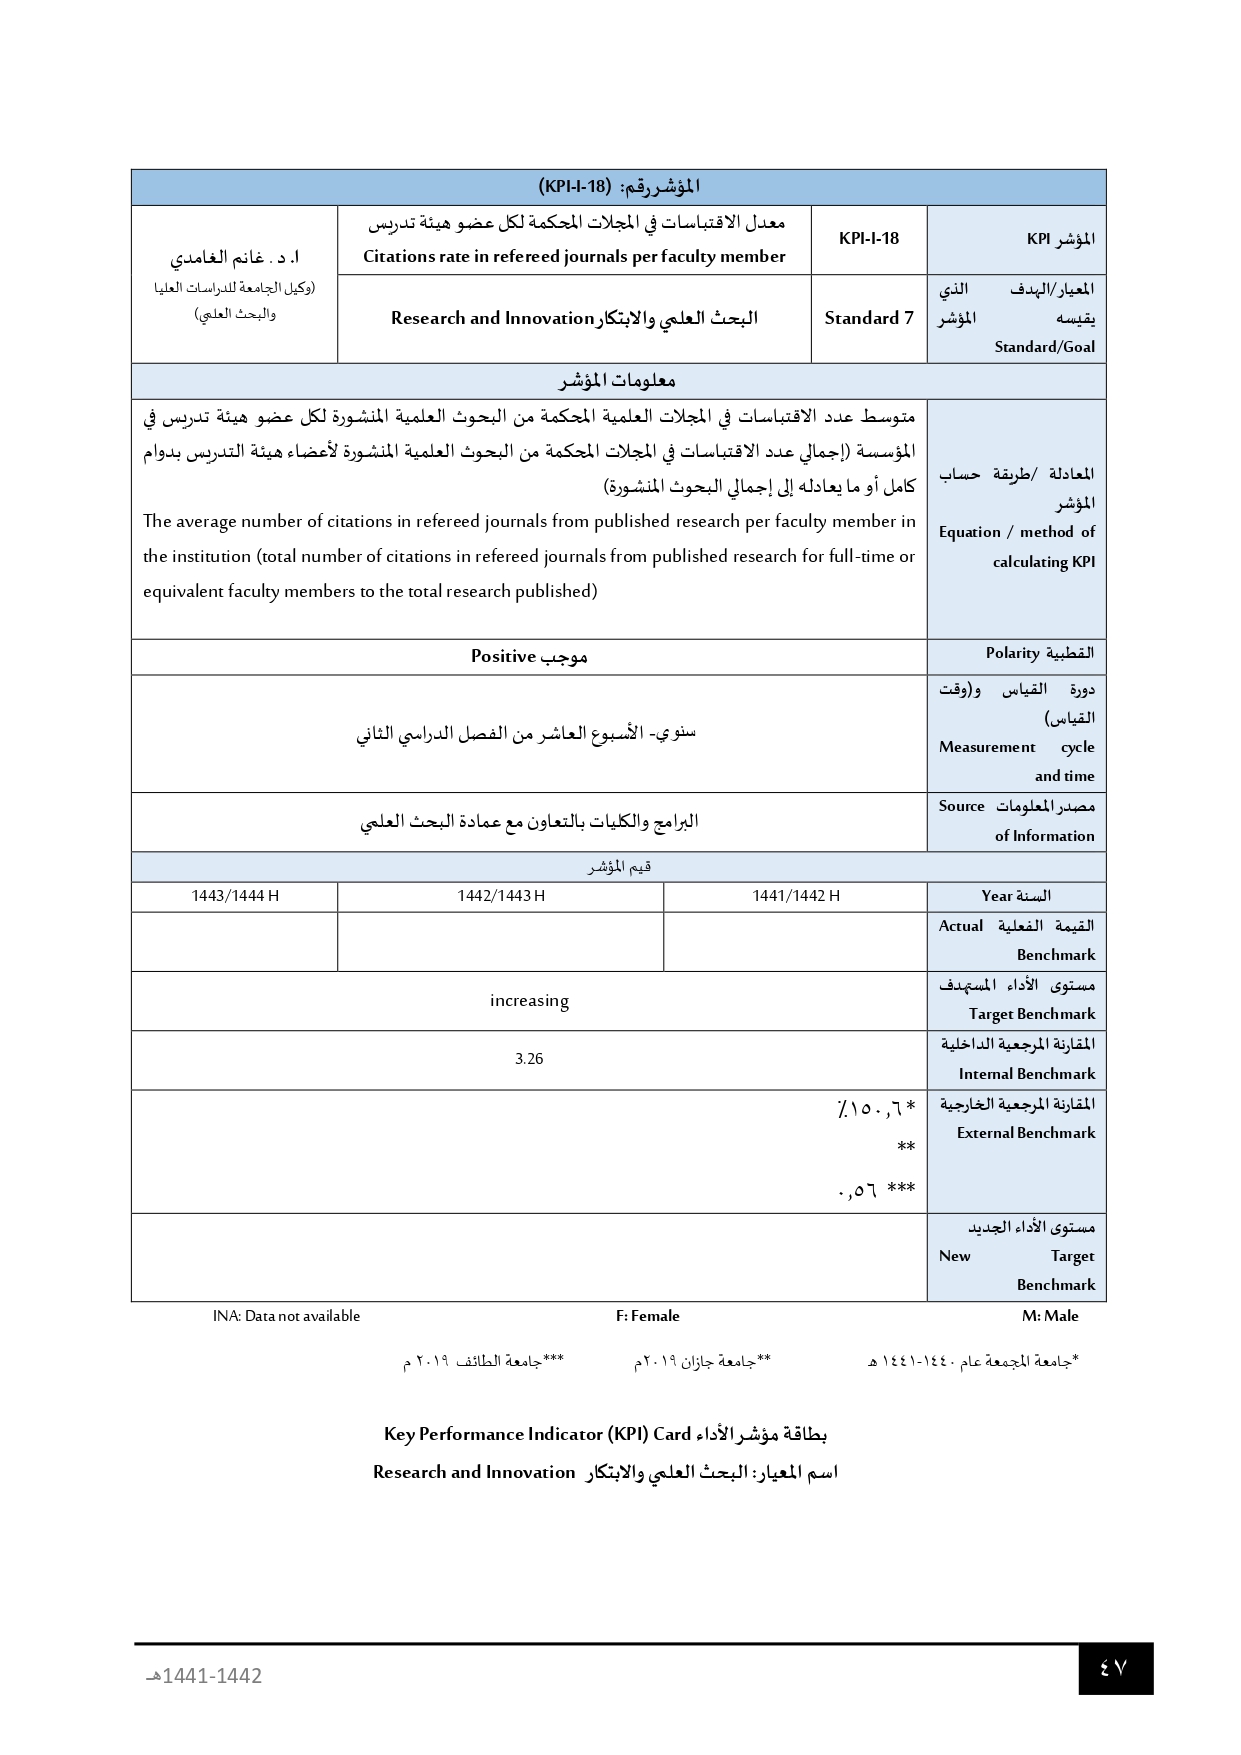 المؤشر رقم: (KPI-I-18)
المؤشر KPI
KPI-I-18
معدل الاقتباسات في المجلات المحكمة لكل عضو هيئة تدريس
Citations rate in refereed journals per faculty member
ا. د . غانم الغامدي
(وكيل الجامعة للدراسات العليا
والبحث العلمي)
المعيار/الهدف الذي
يقيسه المؤشر
Standard/Goal
Standard 7
البحث العلمي والابتكار Research and Innovation
معلومات المؤشر
المعادلة /طريقة حساب
المؤشر
Equation / method of
calculating KPI
متوسط عدد الاقتباسات في المجلات العلمية المحكمة من البحوث العلمية المنشورة لكل عضو هيئة تدريس في
المؤسسة (إجمالي عدد الاقتباسات في المجلات المحكمة من البحوث العلمية المنشورة لأعضاء هيئة التدريس بدوام
كامل أو ما يعادله إلى إجمالي البحوث المنشورة)
The average number of citations in refereed journals from published research per faculty member in
the institution (total number of citations in refereed journals from published research for full-time or
equivalent faculty members to the total research published)
القطبية Polarity
موجب Positive
دورة القياس و(وقت
القياس)
Measurement cycle
and time
سنوي- الأسبوع العاشر من الفصل الدراسي الثاني
مصدر المعلومات Source
of Information
البرامج والكليات بالتعاون مع عمادة البحث العلمي
قيم المؤشر
السنة Year
1441/1442 H
1442/1443 H
1443/1444 H
القيمة الفعلية Actual
Benchmark
مستوى الأداء المستهدف
Target Benchmark
increasing
المقارنة المرجعية الداخلية
Internal Benchmark
3.26
المقارنة المرجعية الخارجية
External Benchmark
* ١٥٠,٦٪
**
*** ٠,٥٦
مستوى الأداء الجديد
New Target
Benchmark
M: Male
F: Female
INA: Data not available
*جامعة المجمعة عام ١٤٤٠-١٤٤١ هـ
**جامعة جازان ٢٠١٩م
***جامعة الطائف ٢٠١٩ م
بطاقة مؤشر الأداء Key Performance Indicator (KPI) Card
اسم المعيار: البحث العلمي والابتكار Research and Innovation
٤٧
1441-1442هـ